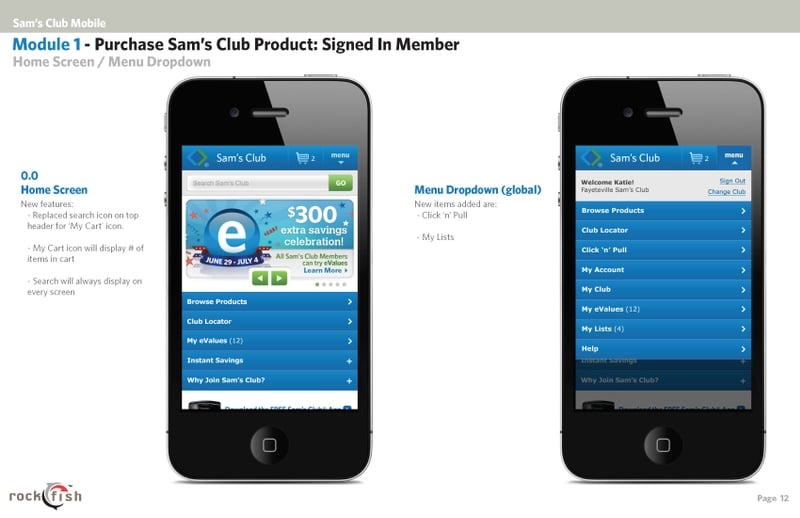 Sam's Club Mobile
Module 1 - Purchase Sam's Club Product: Signed In Member
Home Screen / Menu Dropdown
0.0
Home Screen
New features:
- Replaced search icon on top
header for 'My Cart' icon.
- My Cart icon will display # of
items in cart
- Search will always display on
every screen
Sam's Club
2
menu
Search Sam's Club
GO
$300
extra savings
celebration!
e
JUNE 29 - JULY 4
All Sam's Club Members
can try eValues
Learn More
Browse Products
Club Locator
My eValues (12)
Instant Savings +
Why Join Sam's Club? +
Download the FREE Sam's Club® App
Menu Dropdown (global)
New items added are:
- Click 'n' Pull
- My Lists
Sam's Club
2
menu
Welcome Katie!
Sign Out
Fayeteville Sam's Club
Change Club
Browse Products
Club Locator
Click 'n' Pull
My Account
My Club
My eValues (12)
My Lists (4)
Help
Instant Savings +
Why Join Sam's Club? +
Download the FREE Sam's Club® App
rockfish
Page 12